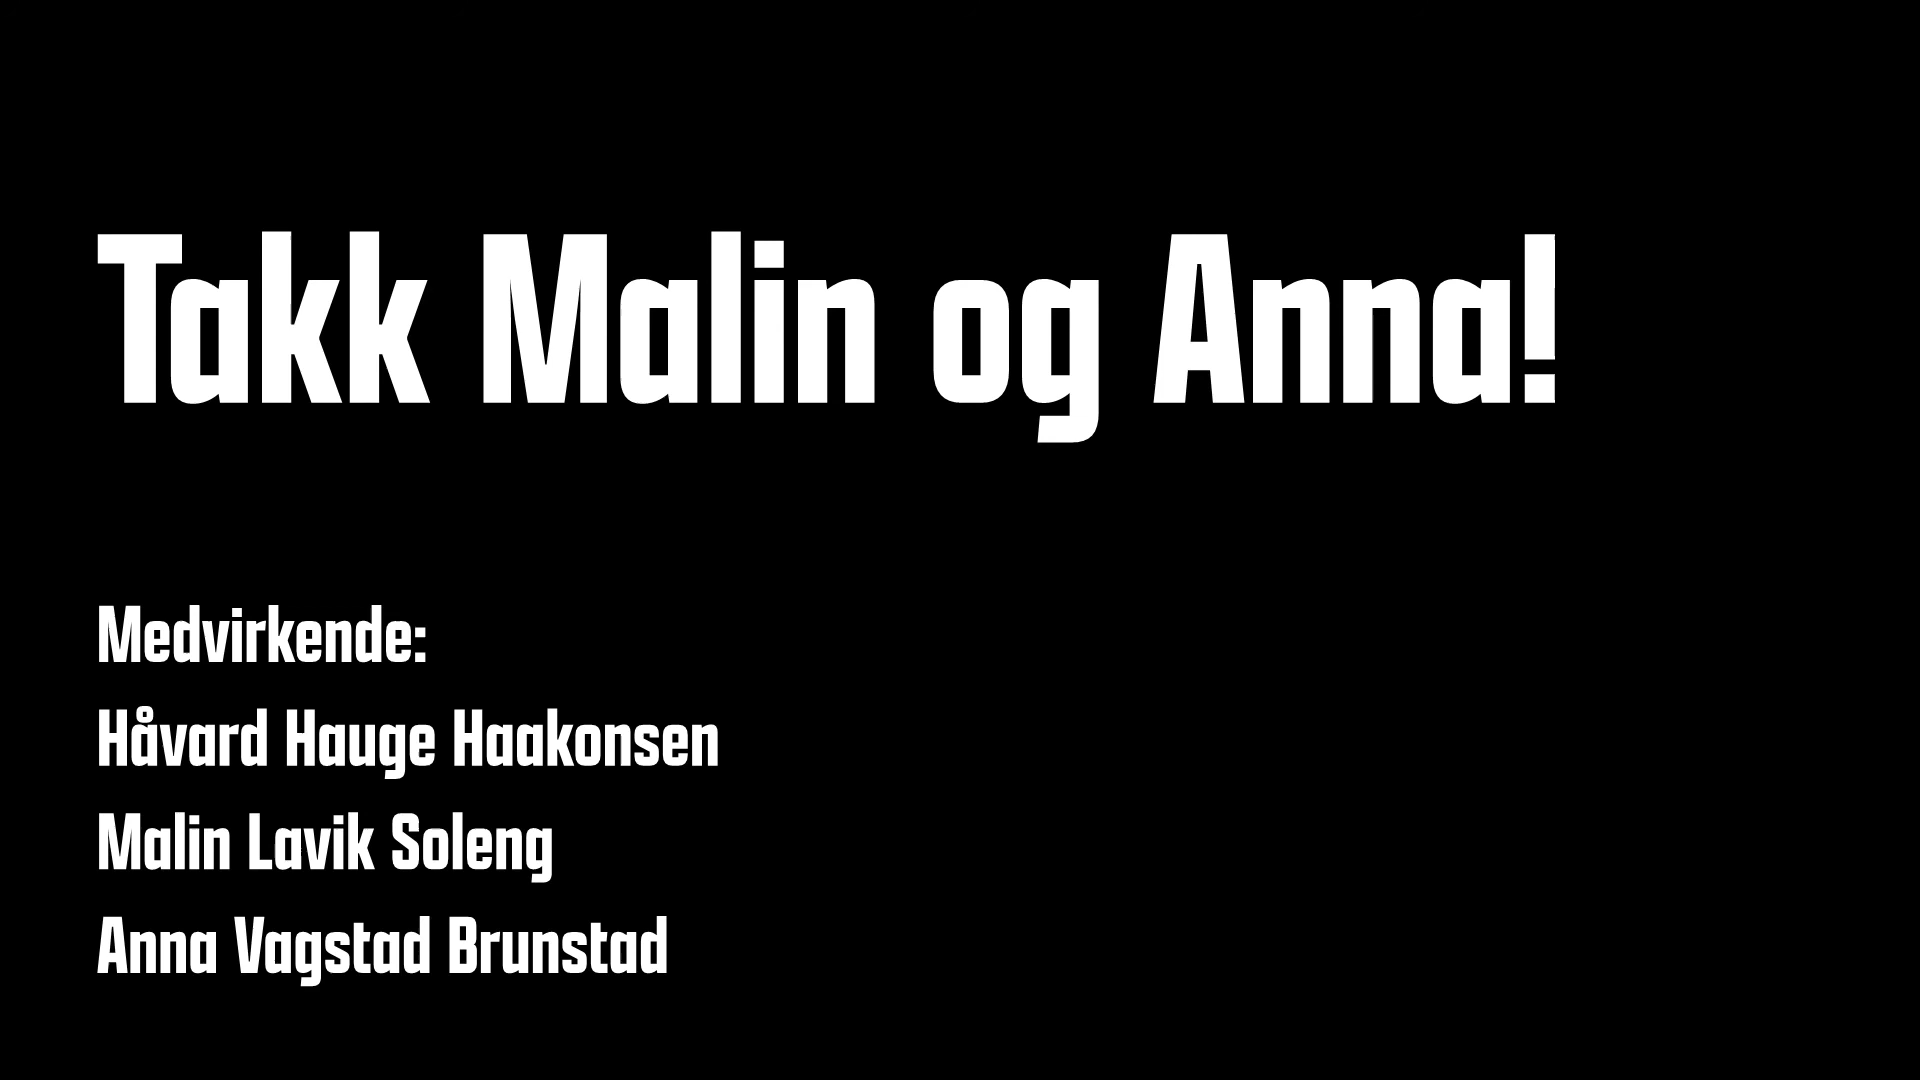 Takk Malin og Anna!
Medvirkende:
Håvard Hauge Haakonsen
Malin Lavik Soleng
Anna Vagstad Brunstad